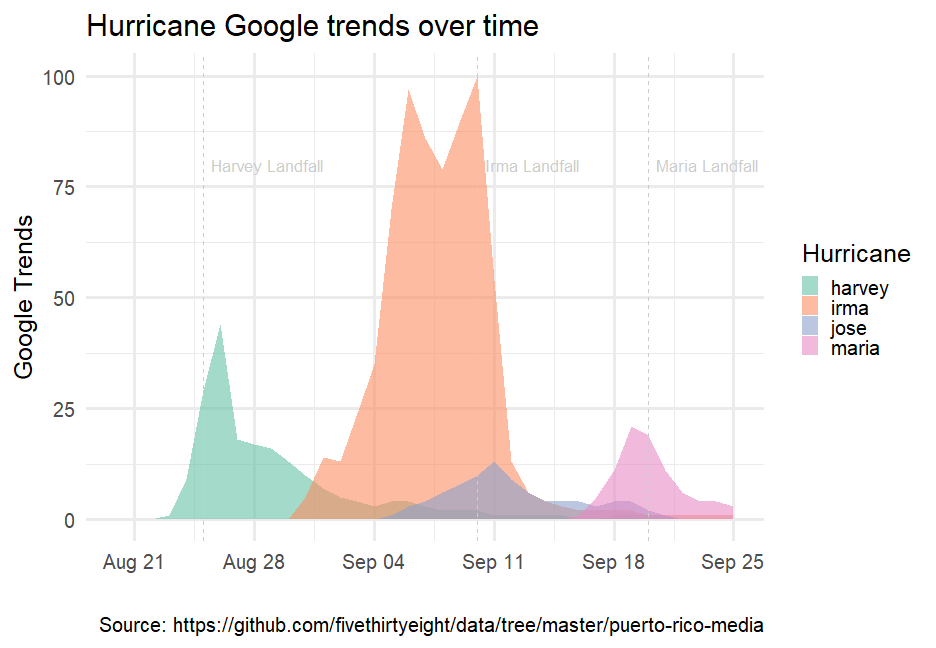 Hurricane Google trends over time
Google Trends
100
75
50
25
0
Harvey Landfall
Irma Landfall
Maria Landfall
Aug 21
Aug 28
Sep 04
Sep 11
Sep 18
Sep 25
Hurricane
harvey
irma
jose
maria
Source: https://github.com/fivethirtyeight/data/tree/master/puerto-rico-media